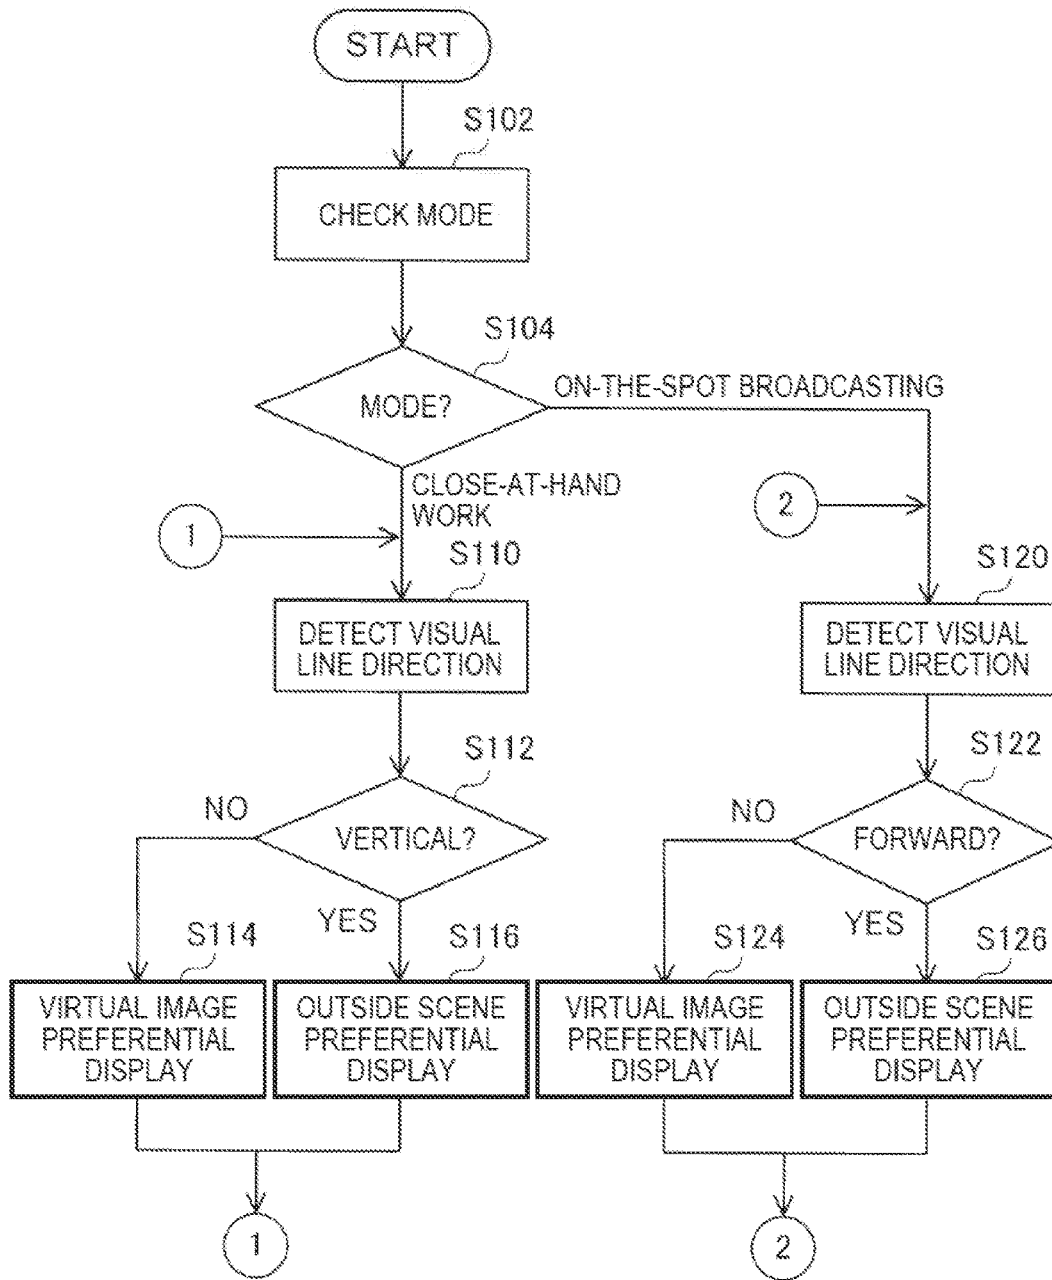 START
S102
CHECK MODE
S104
MODE?
ON-THE-SPOT BROADCASTING
CLOSE-AT-HAND
WORK
1
2
S110
DETECT VISUAL
LINE DIRECTION
S120
DETECT VISUAL
LINE DIRECTION
S112
VERTICAL?
NO
YES
S122
FORWARD?
NO
YES
S114
VIRTUAL IMAGE
PREFERENTIAL
DISPLAY
S116
OUTSIDE SCENE
PREFERENTIAL
DISPLAY
S124
VIRTUAL IMAGE
PREFERENTIAL
DISPLAY
S126
OUTSIDE SCENE
PREFERENTIAL
DISPLAY
1
2